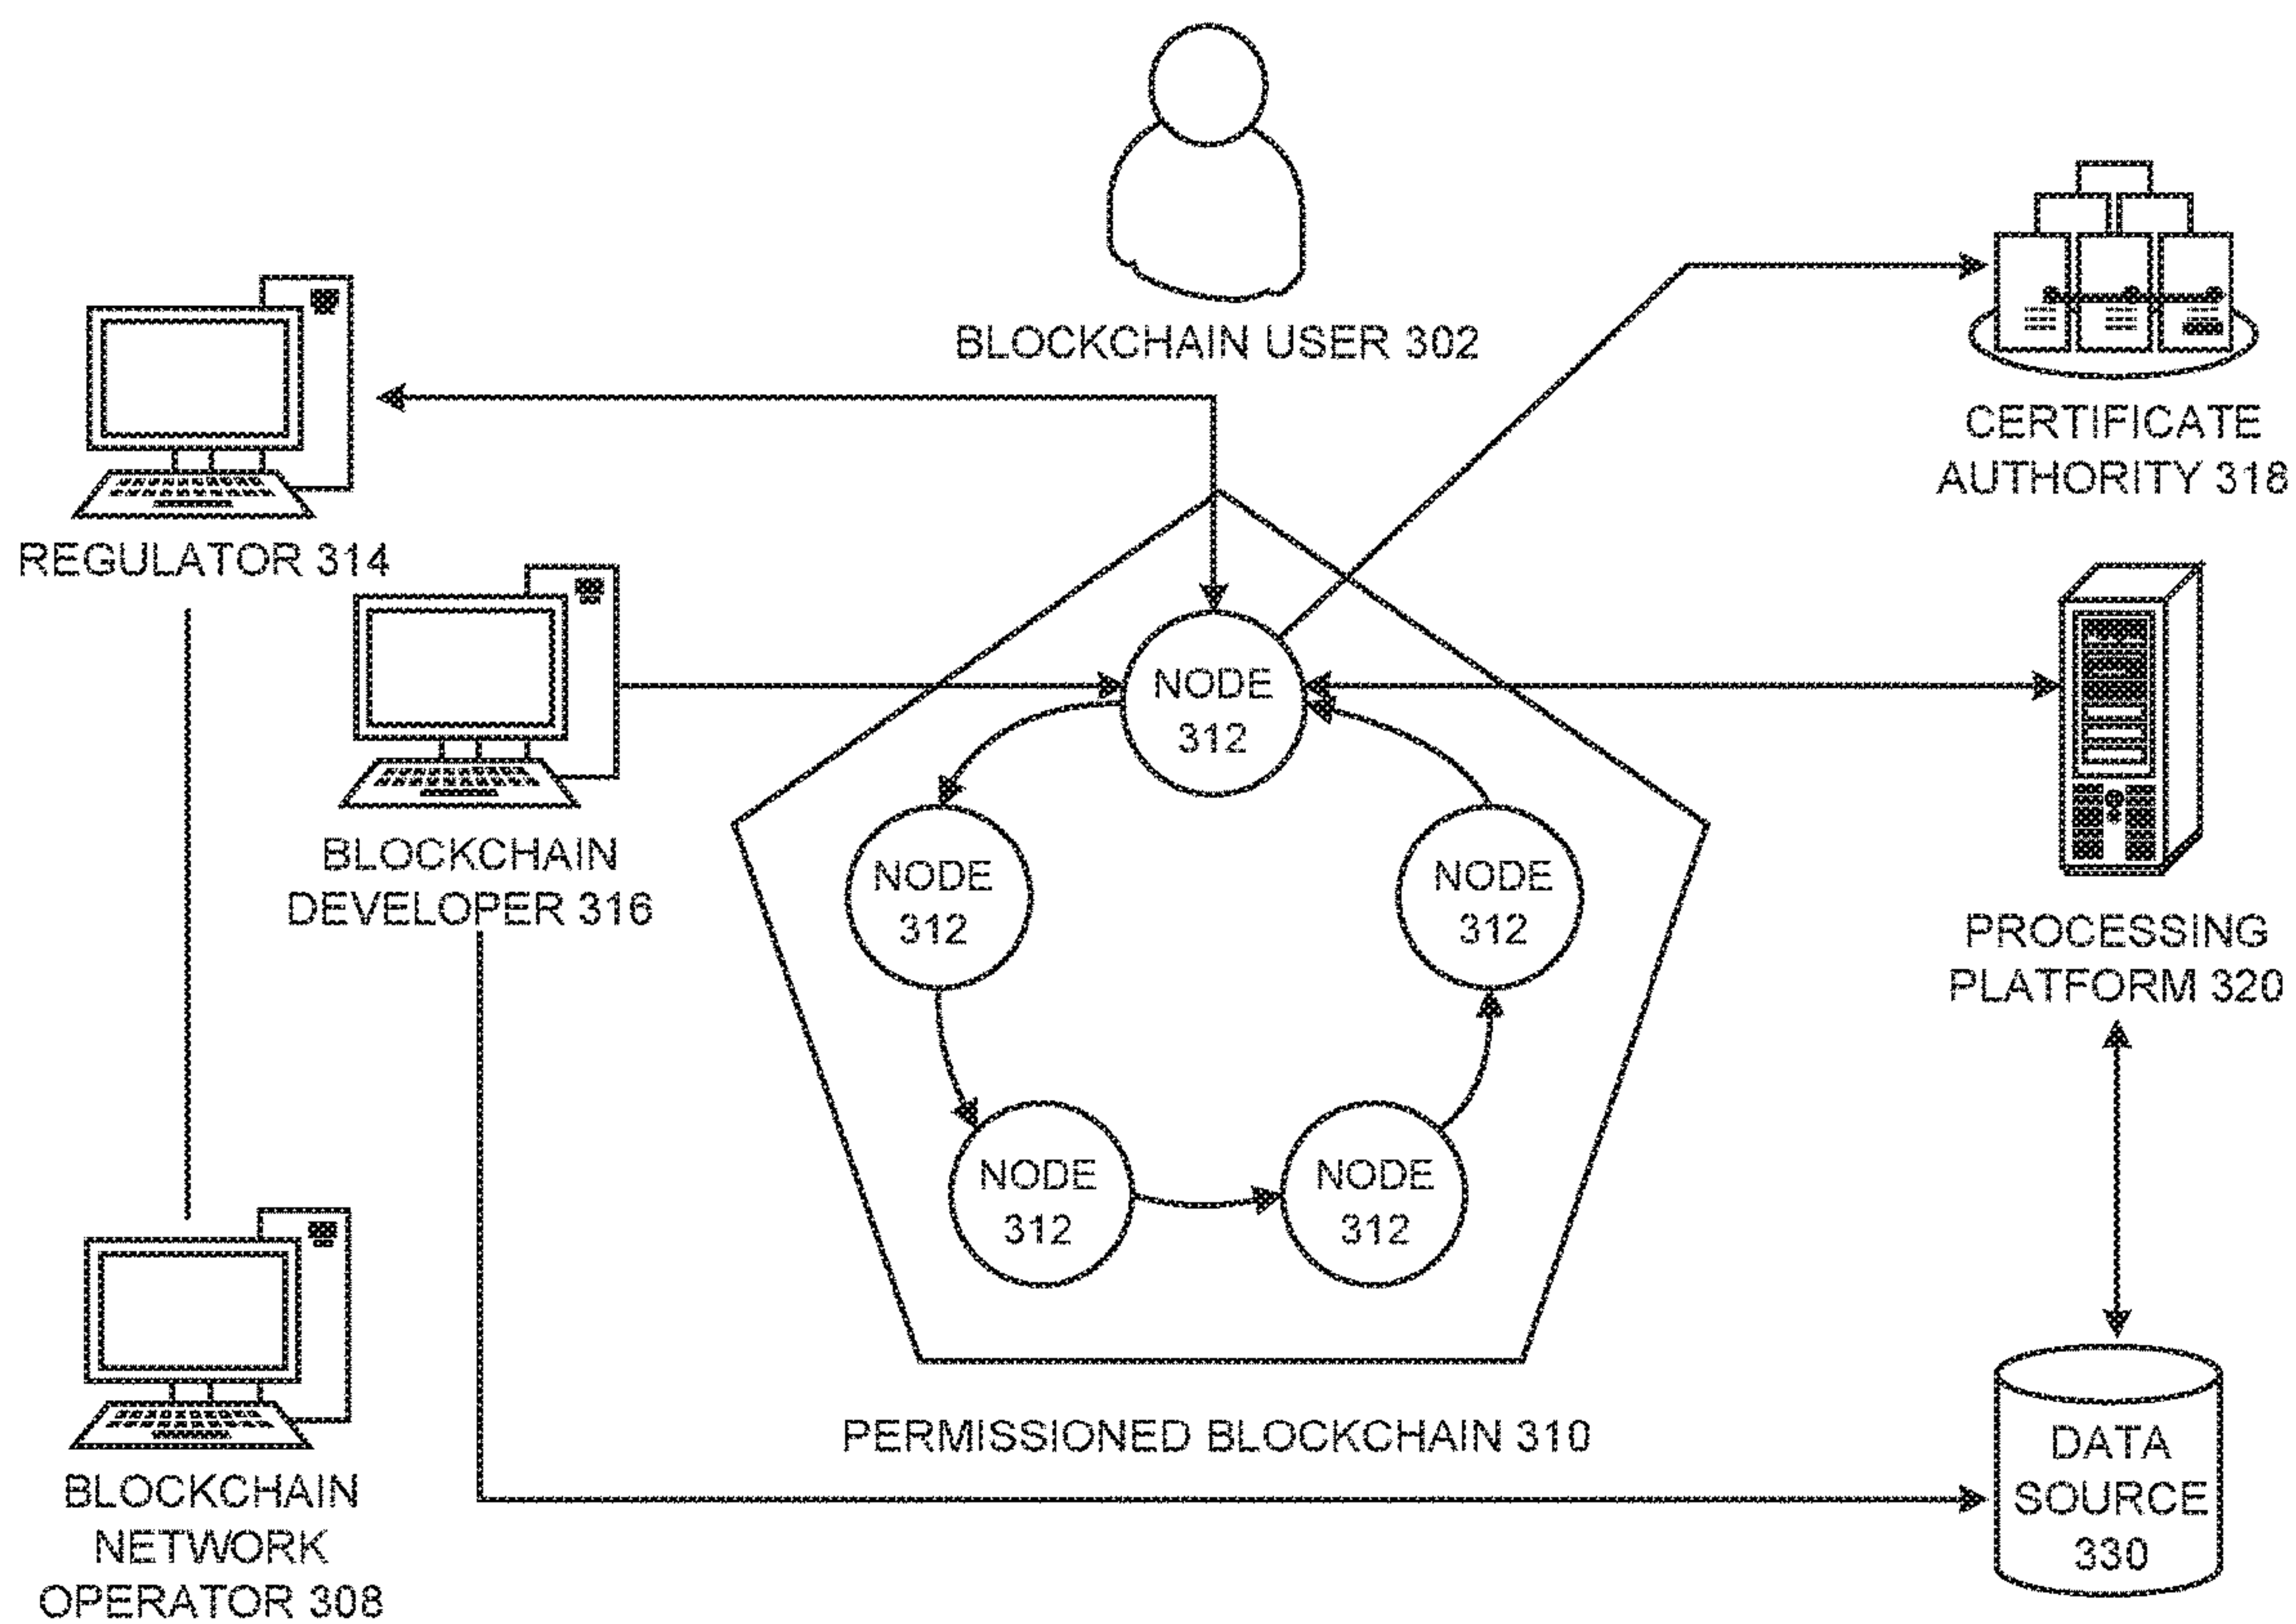 BLOCKCHAIN USER 302
CERTIFICATE
AUTHORITY 318
REGULATOR 314
BLOCKCHAIN
DEVELOPER 316
NODE
312
NODE
312
NODE
312
NODE
312
NODE
312
PROCESSING
PLATFORM 320
PERMISSIONED BLOCKCHAIN 310
BLOCKCHAIN
NETWORK
OPERATOR 308
DATA
SOURCE
330